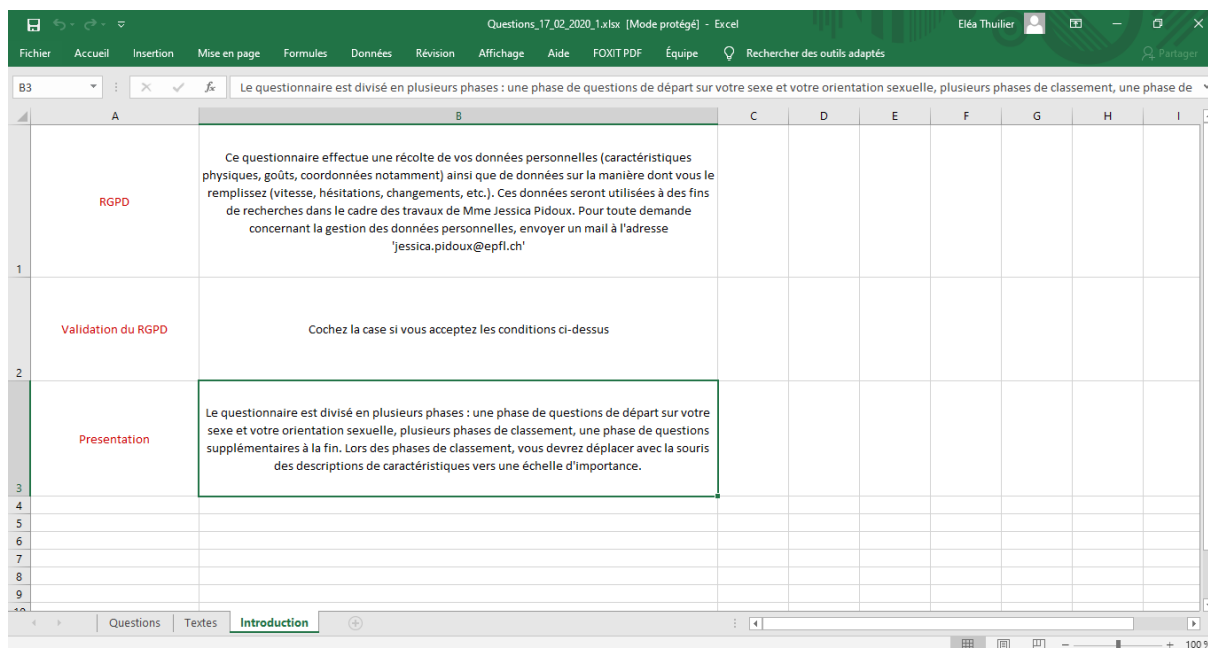 Questions_17_02_2020_1.xlsx [Mode protégé] - Excel
Eléa Thuilier
Fichier Accueil Insertion Mise en page Formules Données Révision Affichage Aide FOXIT PDF Équipe Rechercher des outils adaptés Partager
B3 fx Le questionnaire est divisé en plusieurs phases : une phase de questions de départ sur votre sexe et votre orientation sexuelle, plusieurs phases de classement, une phase de
A B C D E F G H I
Ce questionnaire effectue une récolte de vos données personnelles (caractéristiques
physiques, goûts, coordonnées notamment) ainsi que de données sur la manière dont vous le
remplissez (vitesse, hésitations, changements, etc.). Ces données seront utilisées à des fins
RGPD
de recherches dans le cadre des travaux de Mme Jessica Pidoux. Pour toute demande
concernant la gestion des données personnelles, envoyer un mail à l'adresse
'jessica.pidoux@epfl.ch'
1
Validation du RGPD
Cochez la case si vous acceptez les conditions ci-dessus
2
Le questionnaire est divisé en plusieurs phases : une phase de questions de départ sur votre
sexe et votre orientation sexuelle, plusieurs phases de classement, une phase de questions
Presentation
supplémentaires à la fin. Lors des phases de classement, vous devrez déplacer avec la souris
des descriptions de caractéristiques vers une échelle d'importance.
3
4
5
6
7
8
9
10
Questions Textes Introduction
100 %